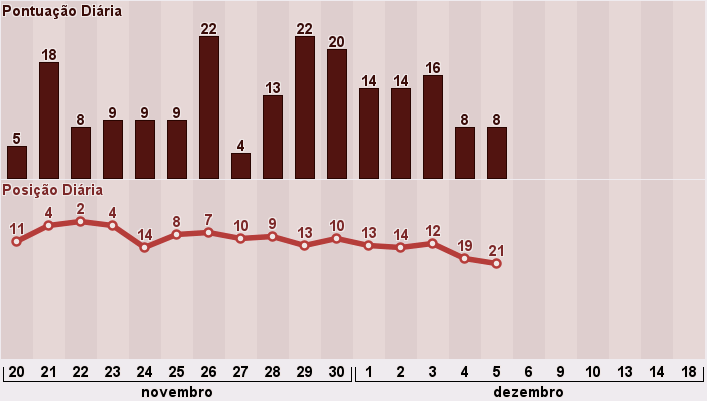 Pontuação Diária
5 18 8 9 9 9 22 4 13 22 20 14 14 16 8 8
Posição Diária
11 4 2 4 14 8 7 10 9 13 10 13 14 12 19 21
20 21 22 23 24 25 26 27 28 29 30 1 2 3 4 5 6 9 10 13 14 18
novembro dezembro